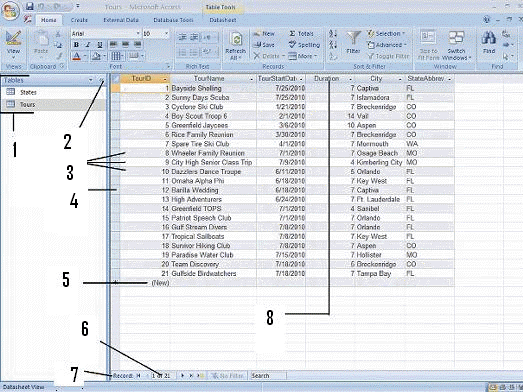 Tours - Microsoft Access
Table Tools
Home Create External Data Database Tools Datasheet
View
Paste
Arial 10
B I U
Refresh All
New
Save
Delete
Totals
Spelling
More
Filter
Selection
Advanced
Toggle Filter
Size to Fit Form
Switch Windows
Find
Views Clipboard Font Rich Text Records Sort & Filter Window Find
Tables
States
Tours
TourID TourName TourStartDate Duration City StateAbbrev
1 Bayside Shelling 7/25/2010 7 Captiva FL
2 Sunny Days Scuba 7/25/2010 7 Islamadora FL
3 Cyclone Ski Club 1/21/2010 7 Breckenridge CO
4 Boy Scout Troop 6 2/1/2010 14 Vail CO
5 Greenfield Jaycees 3/6/2010 10 Aspen CO
6 Rice Family Reunion 3/30/2010 7 Breckenridge CO
7 Spare Tire Ski Club 4/1/2010 7 Monmouth WA
8 Wheeler Family Reunion 7/1/2010 7 Osage Beach MO
9 City High Senior Class Trip 7/9/2010 4 Kimberling City MO
10 Dazzlers Dance Troupe 6/11/2010 6 Orlando FL
11 Omaha Alpha Phi 6/18/2010 7 Key West FL
12 Barilla Wedding 6/18/2010 7 Captiva FL
13 High Adventurers 6/24/2010 7 Ft. Lauderdale FL
14 Greenfield TOPS 7/1/2010 4 Sanibel FL
15 Patriot Speech Club 7/1/2010 7 Orlando FL
16 Gulf Stream Divers 7/8/2010 7 Orlando FL
17 Tropical Sailboats 7/8/2010 7 Key West FL
18 Survivor Hiking Club 7/8/2010 7 Aspen CO
19 Paradise Water Club 7/15/2010 7 Hollister MO
20 Team Discovery 7/18/2010 5 Breckenridge CO
21 Gulfside Birdwatchers 7/18/2010 7 Tampa Bay FL
(New)
1
2
3
4
5
6
7
8
Record: 1 of 21 No Filter Search
Datasheet View